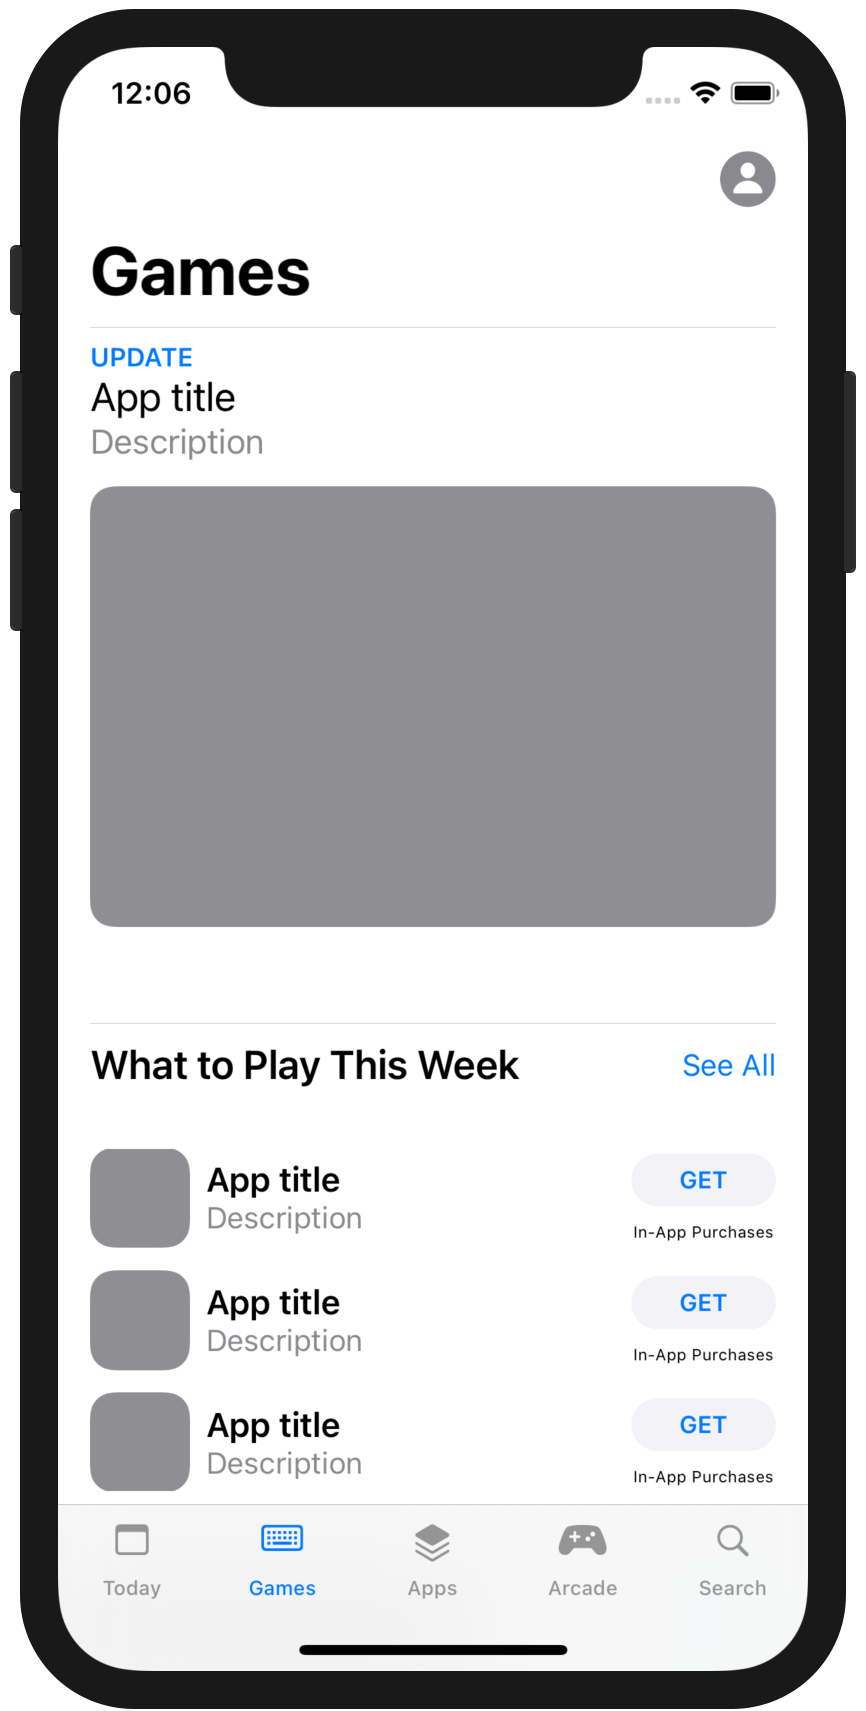 12:06
Games
UPDATE
App title
Description
What to Play This Week See All
App title
Description
GET
In-App Purchases
App title
Description
GET
In-App Purchases
App title
Description
GET
In-App Purchases
Today Games Apps Arcade Search